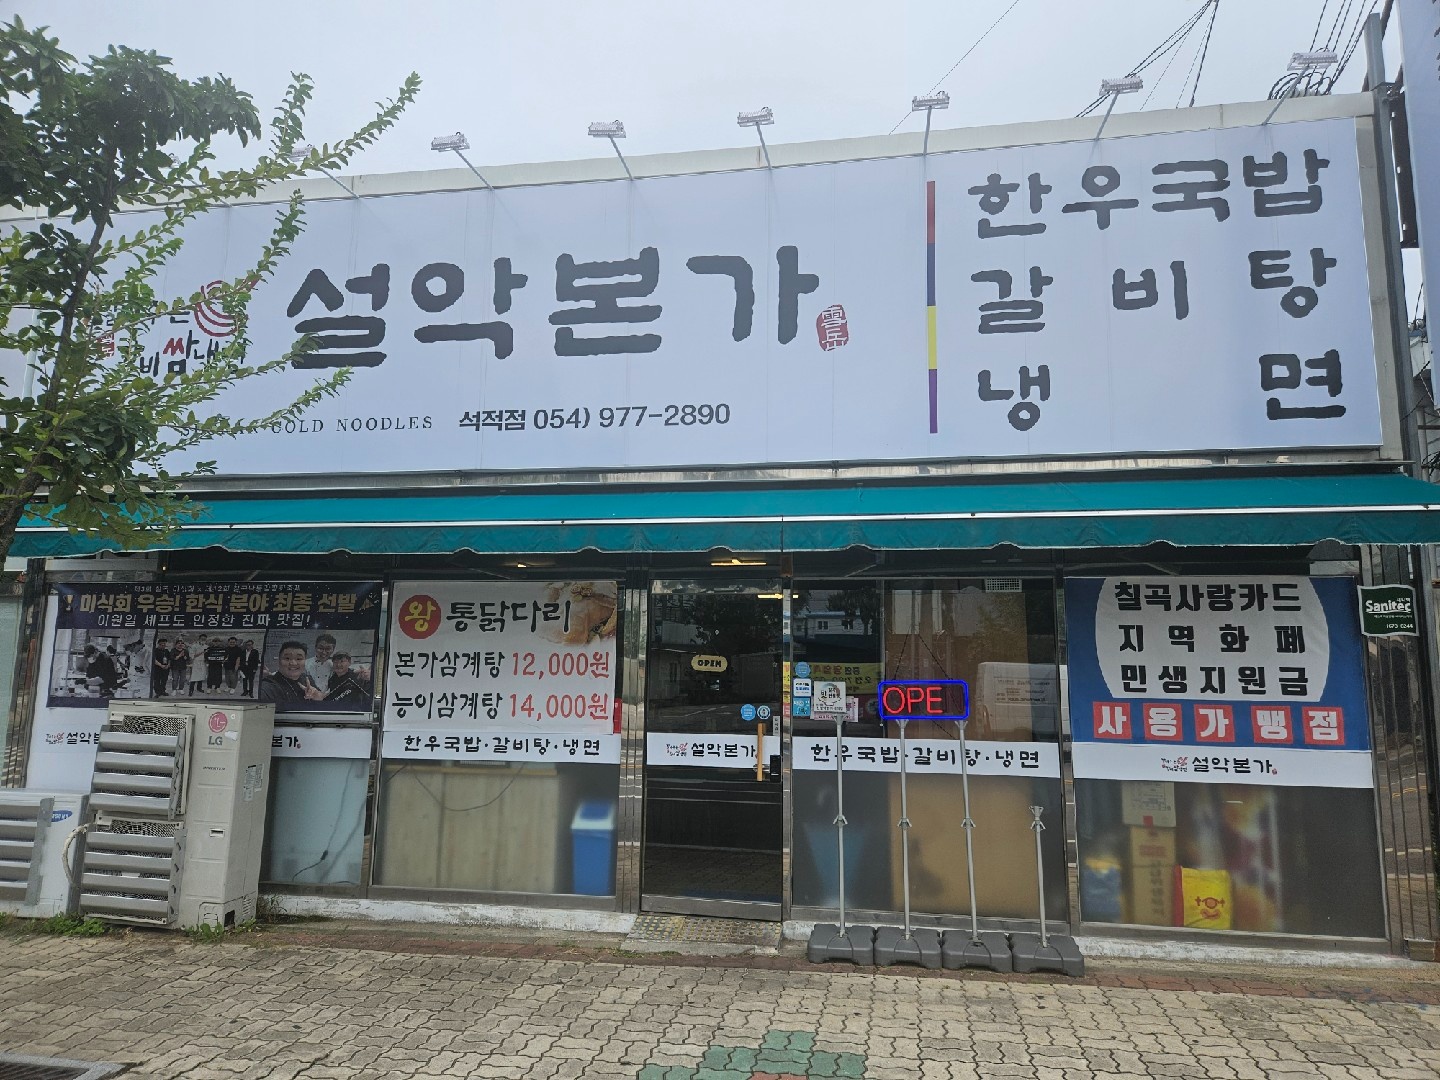 설악본가
雪岳
COLD NOODLES
석적점 054) 977-2890
한우국밥
갈비탕
냉면
미식회 우승! 한식 분야 최종 선발
이원일 셰프도 인정한 진짜 맛집!
왕 통닭다리
본가삼계탕 12,000원
능이삼계탕 14,000원
한우국밥·갈비탕·냉면
OPEN
설악본가
OPE
한우국밥·갈비탕·냉면
칠곡사랑카드
지역화폐
민생지원금
사용가맹점
설악본가
Sanitec
LG